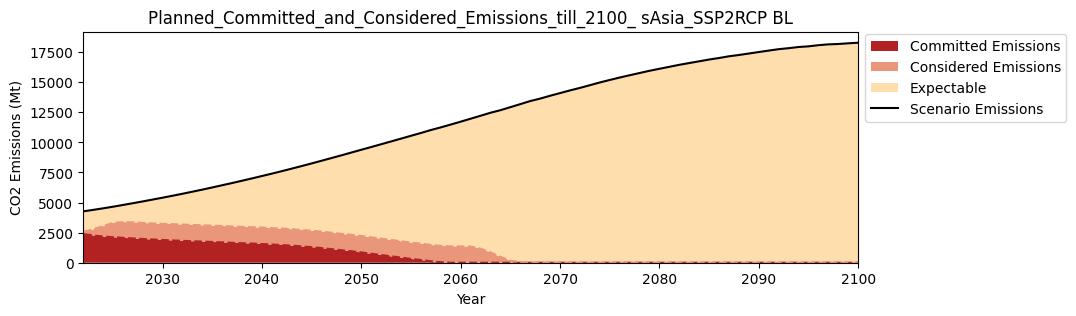 Planned_Committed_and_Considered_Emissions_till_2100_ sAsia_SSP2RCP BL
17500
15000
12500
10000
7500
5000
2500
0
CO2 Emissions (Mt)
2030 2040 2050 2060 2070 2080 2090 2100
Year
Committed Emissions
Considered Emissions
Expectable
Scenario Emissions